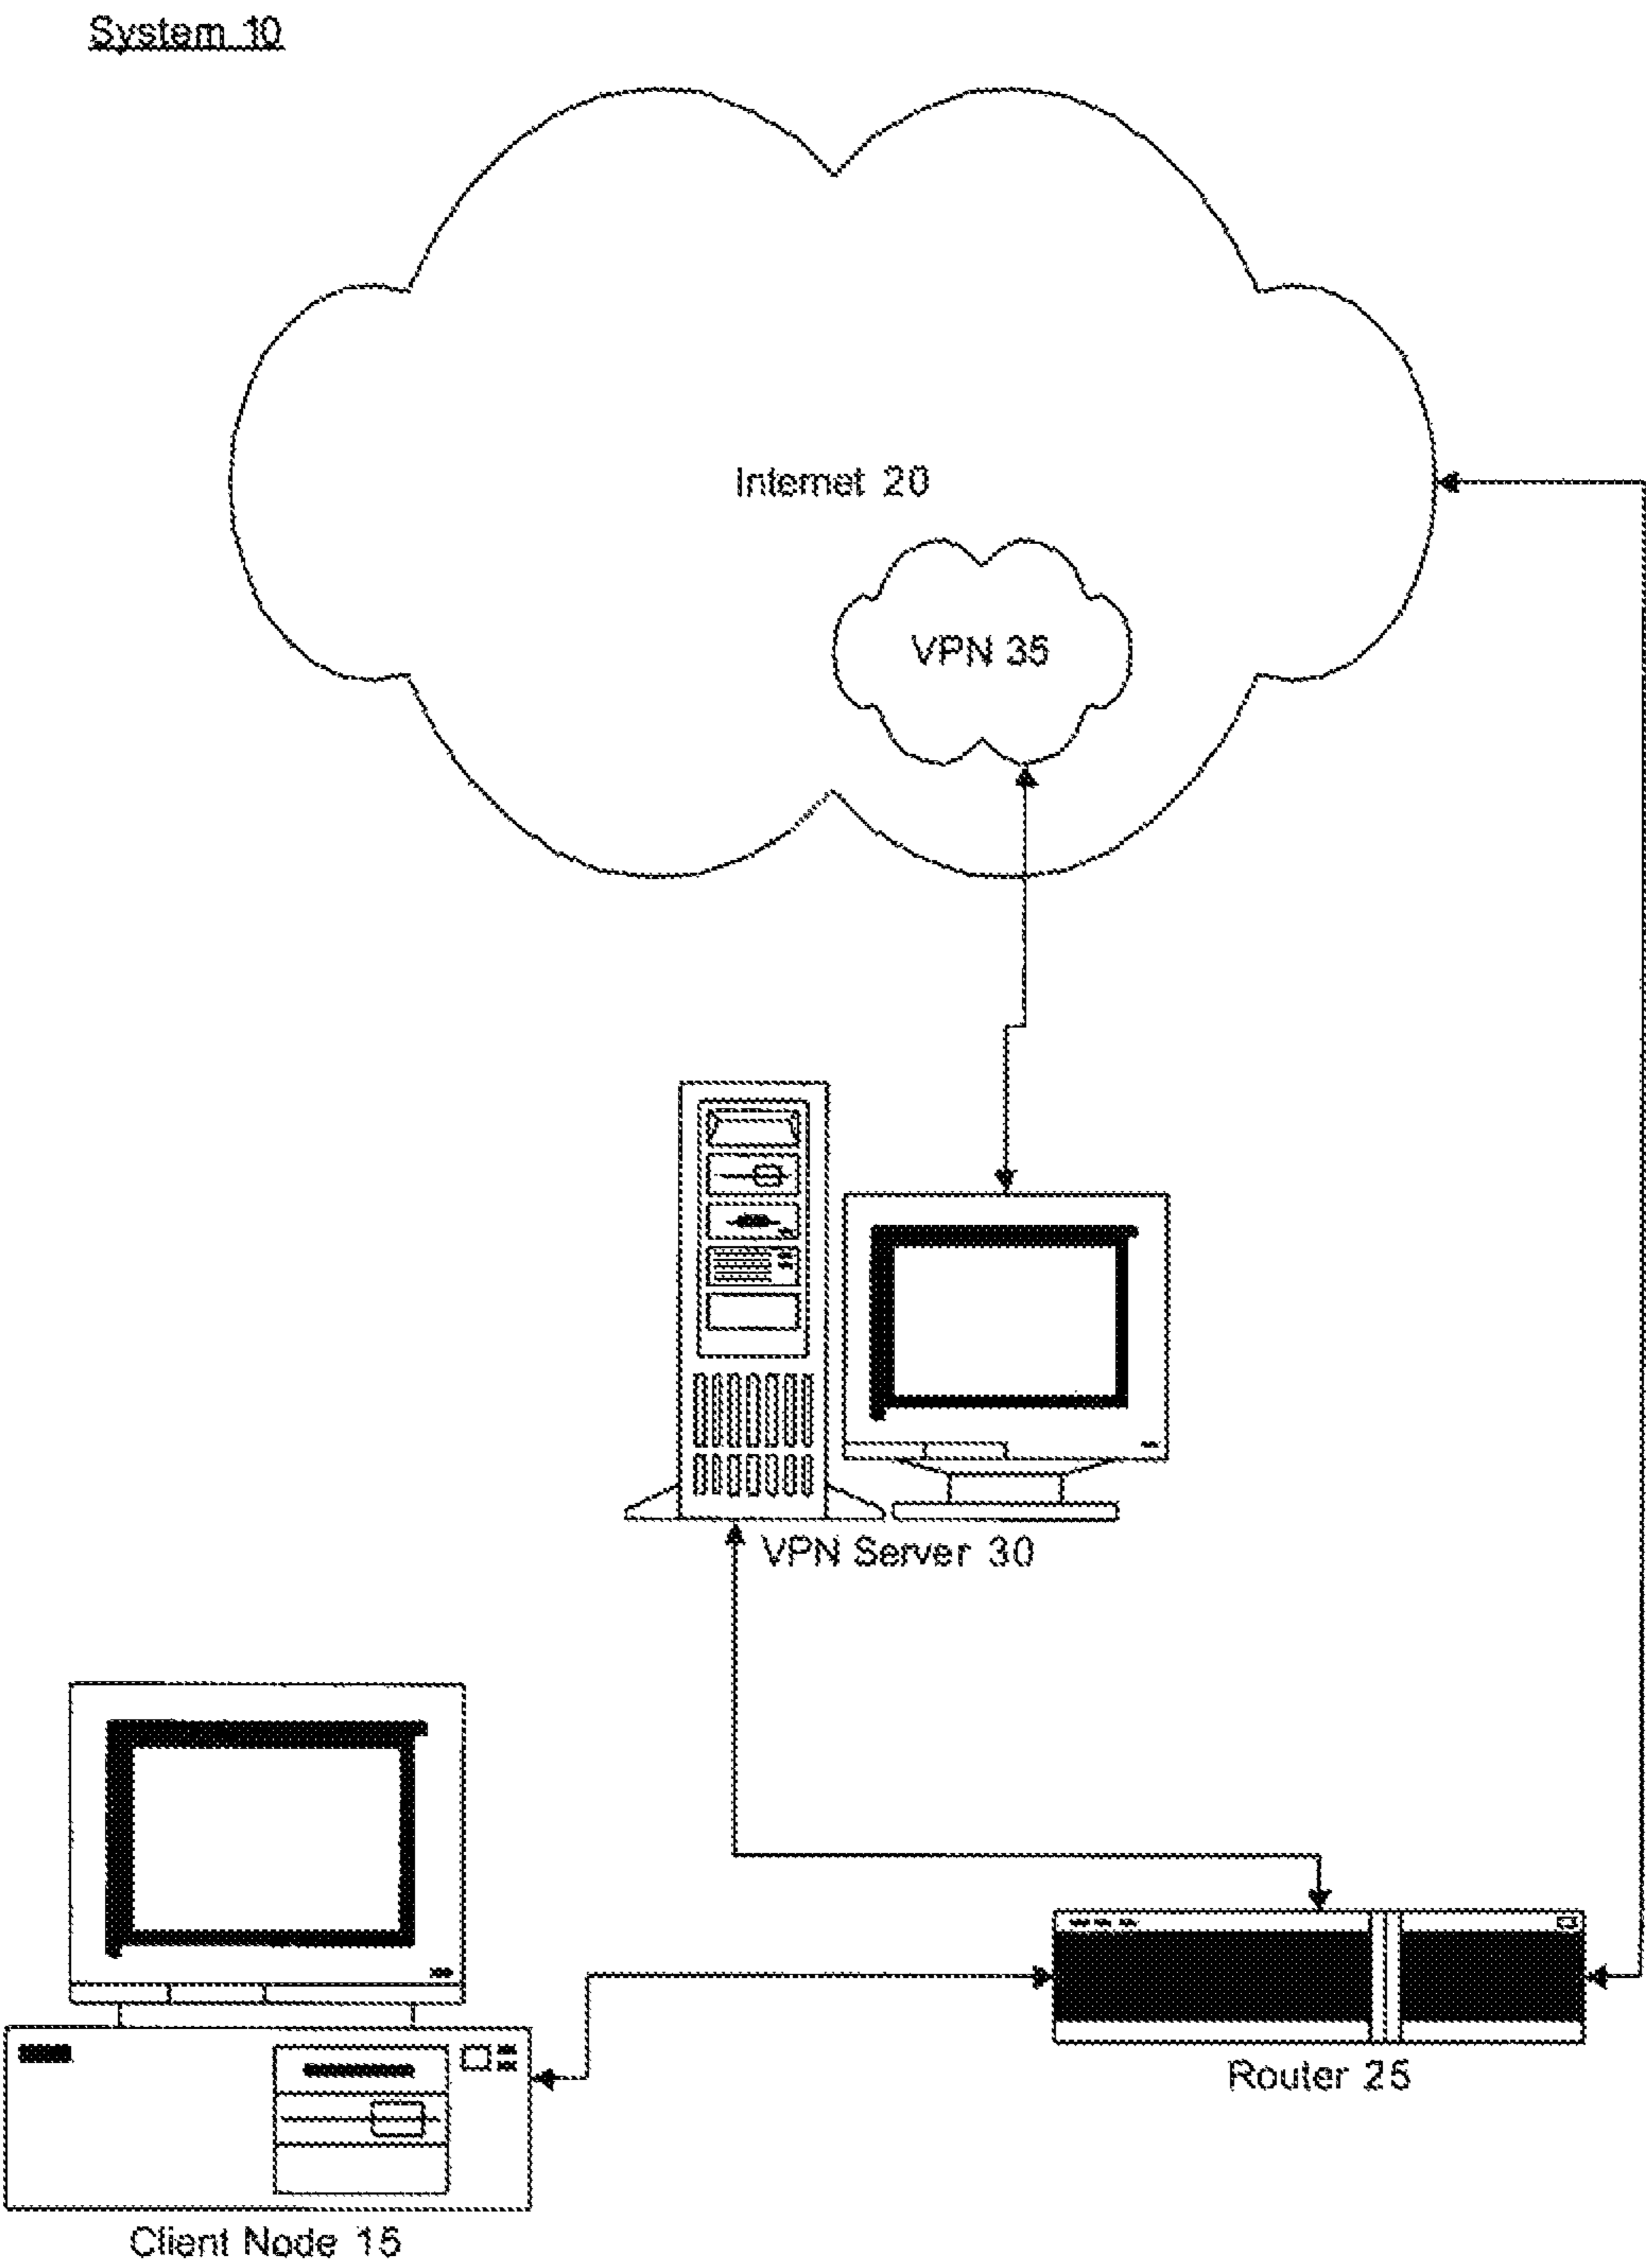 System 10
Internet 20
VPN 35
VPN Server 30
Router 25
Client Node 15